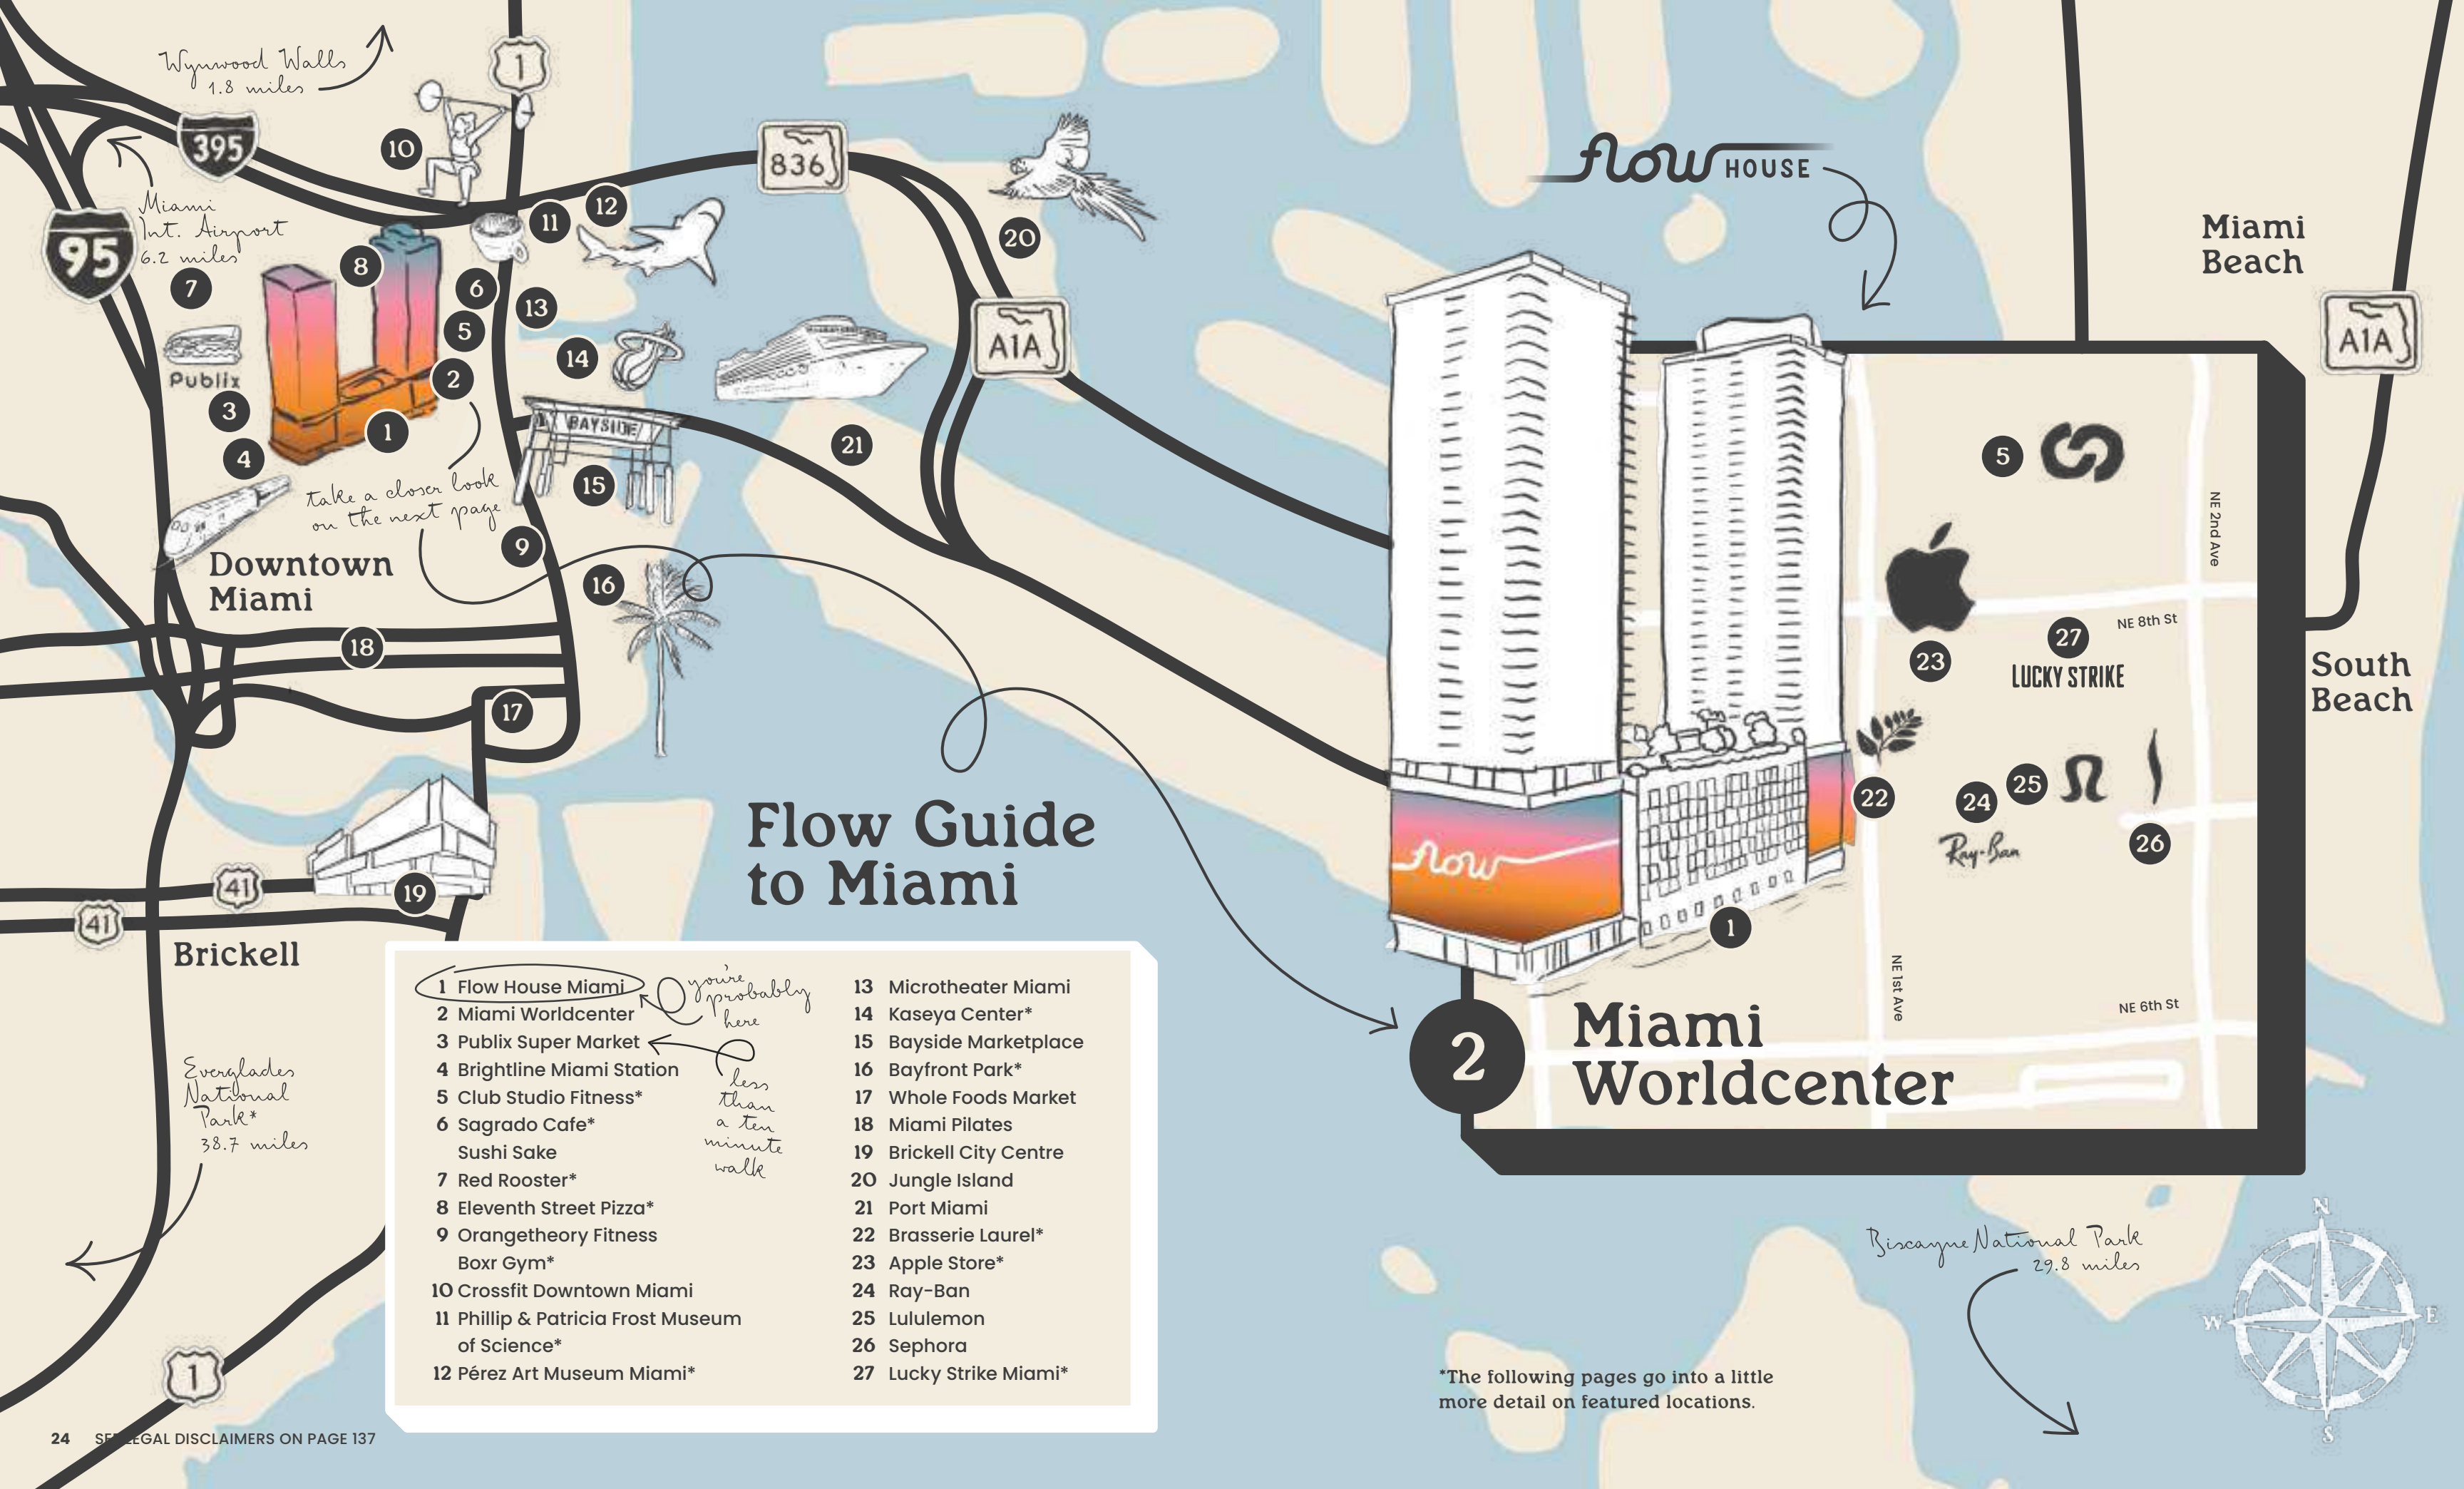 Wynwood Walls
1.8 miles
1
395
10
836
12
11
20
flow HOUSE
Miami
Int. Airport
6.2 miles
95
7
8
6
13
5
14
A1A
Miami
Beach
A1A
Publix
3
2
1
4
BAYSIDE
15
21
take a closer look
on the next page
9
16
Downtown
Miami
18
17
5
NE 2nd Ave
NE 8th St
23
27
LUCKY STRIKE
South
Beach
22
24
25
26
Ray-Ban
flow
1
NE 1st Ave
NE 6th St
2
Miami
Worldcenter
Flow Guide
to Miami
41
41
19
Brickell
Everglades
National
Park*
38.7 miles
1
1 Flow House Miami
2 Miami Worldcenter
3 Publix Super Market
4 Brightline Miami Station
5 Club Studio Fitness*
6 Sagrado Cafe*
Sushi Sake
7 Red Rooster*
8 Eleventh Street Pizza*
9 Orangetheory Fitness
Boxr Gym*
10 Crossfit Downtown Miami
11 Phillip & Patricia Frost Museum
of Science*
12 Pérez Art Museum Miami*
you're
probably
here
less
than
a ten
minute
walk
13 Microtheater Miami
14 Kaseya Center*
15 Bayside Marketplace
16 Bayfront Park*
17 Whole Foods Market
18 Miami Pilates
19 Brickell City Centre
20 Jungle Island
21 Port Miami
22 Brasserie Laurel*
23 Apple Store*
24 Ray-Ban
25 Lululemon
26 Sephora
27 Lucky Strike Miami*
Biscayne National Park
29.8 miles
N
W
E
S
*The following pages go into a little
more detail on featured locations.
24 SEE LEGAL DISCLAIMERS ON PAGE 137